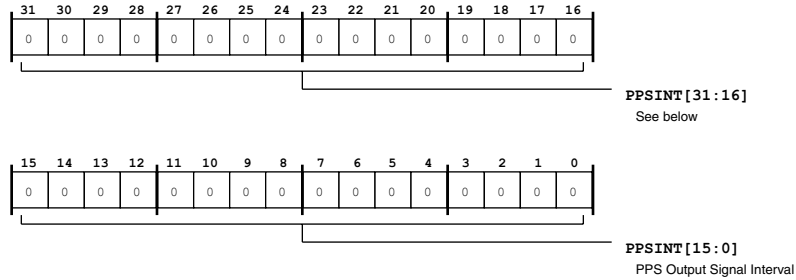 31 30 29 28 27 26 25 24 23 22 21 20 19 18 17 16
0 0 0 0 0 0 0 0 0 0 0 0 0 0 0 0
PPSINT[31:16]
See below
15 14 13 12 11 10 9 8 7 6 5 4 3 2 1 0
0 0 0 0 0 0 0 0 0 0 0 0 0 0 0 0
PPSINT[15:0]
PPS Output Signal Interval